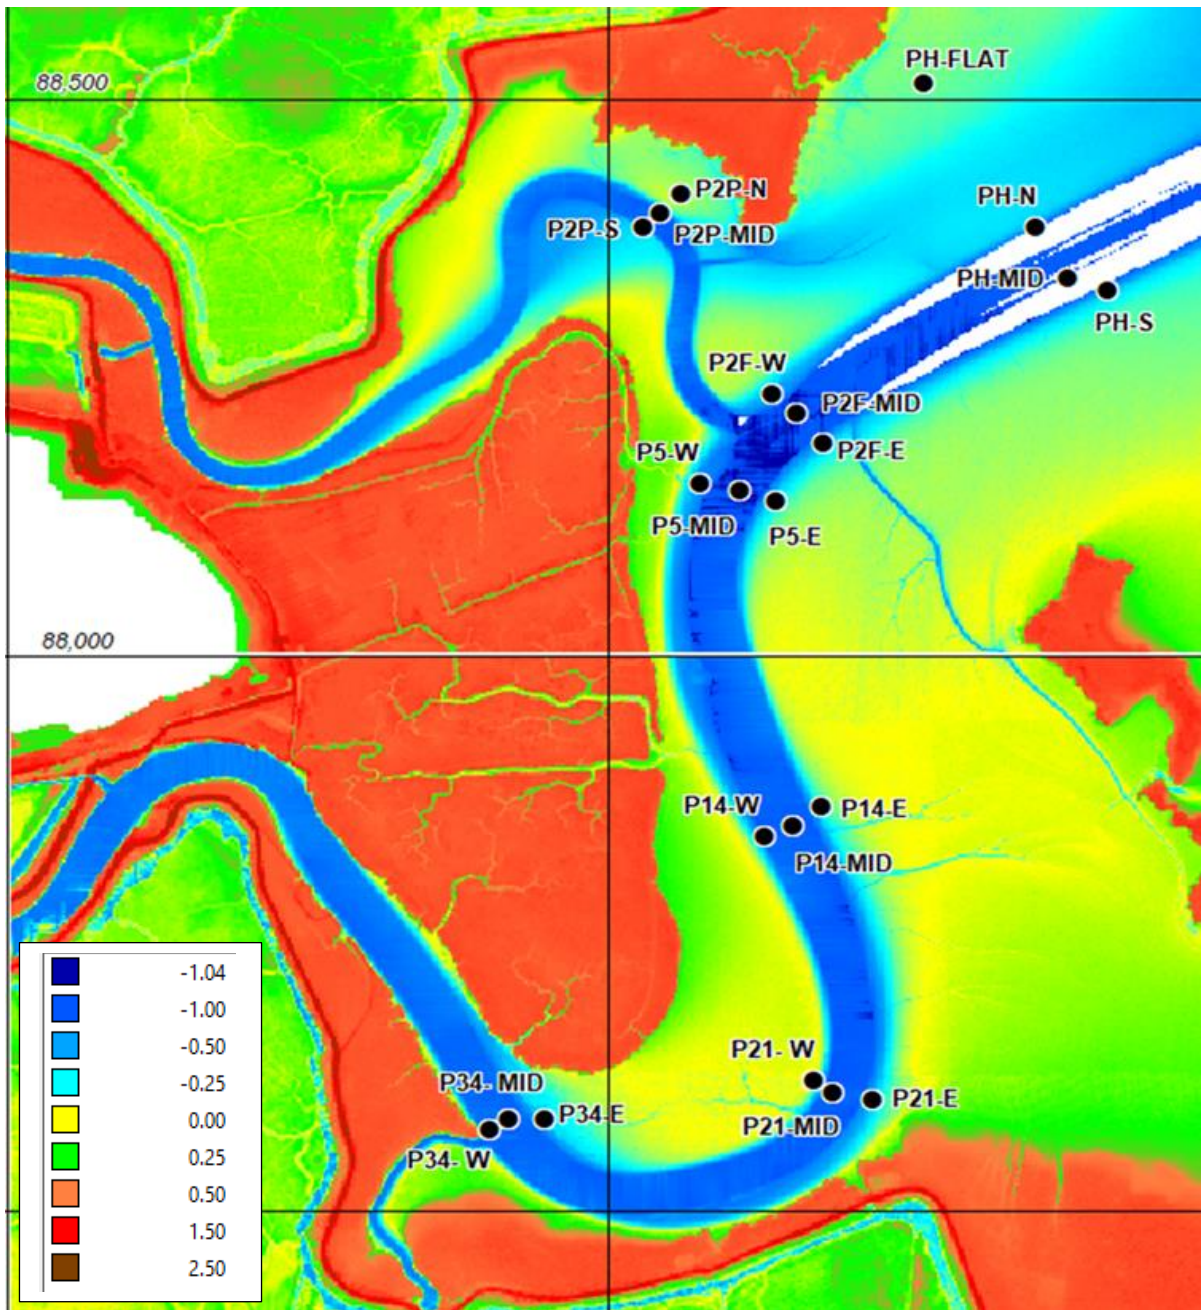 PH-FLAT
88,500
P2P-N
PH-N
P2P-S
P2P-MID
PH-MID
PH-S
P2F-W
P2F-MID
P2F-E
P5-W
P5-MID
P5-E
88,000
P14-W
P14-E
P14-MID
P21- W
P34- MID
P34-E
P21-MID
P21-E
P34- W
-1.04
-1.00
-0.50
-0.25
0.00
0.25
0.50
1.50
2.50